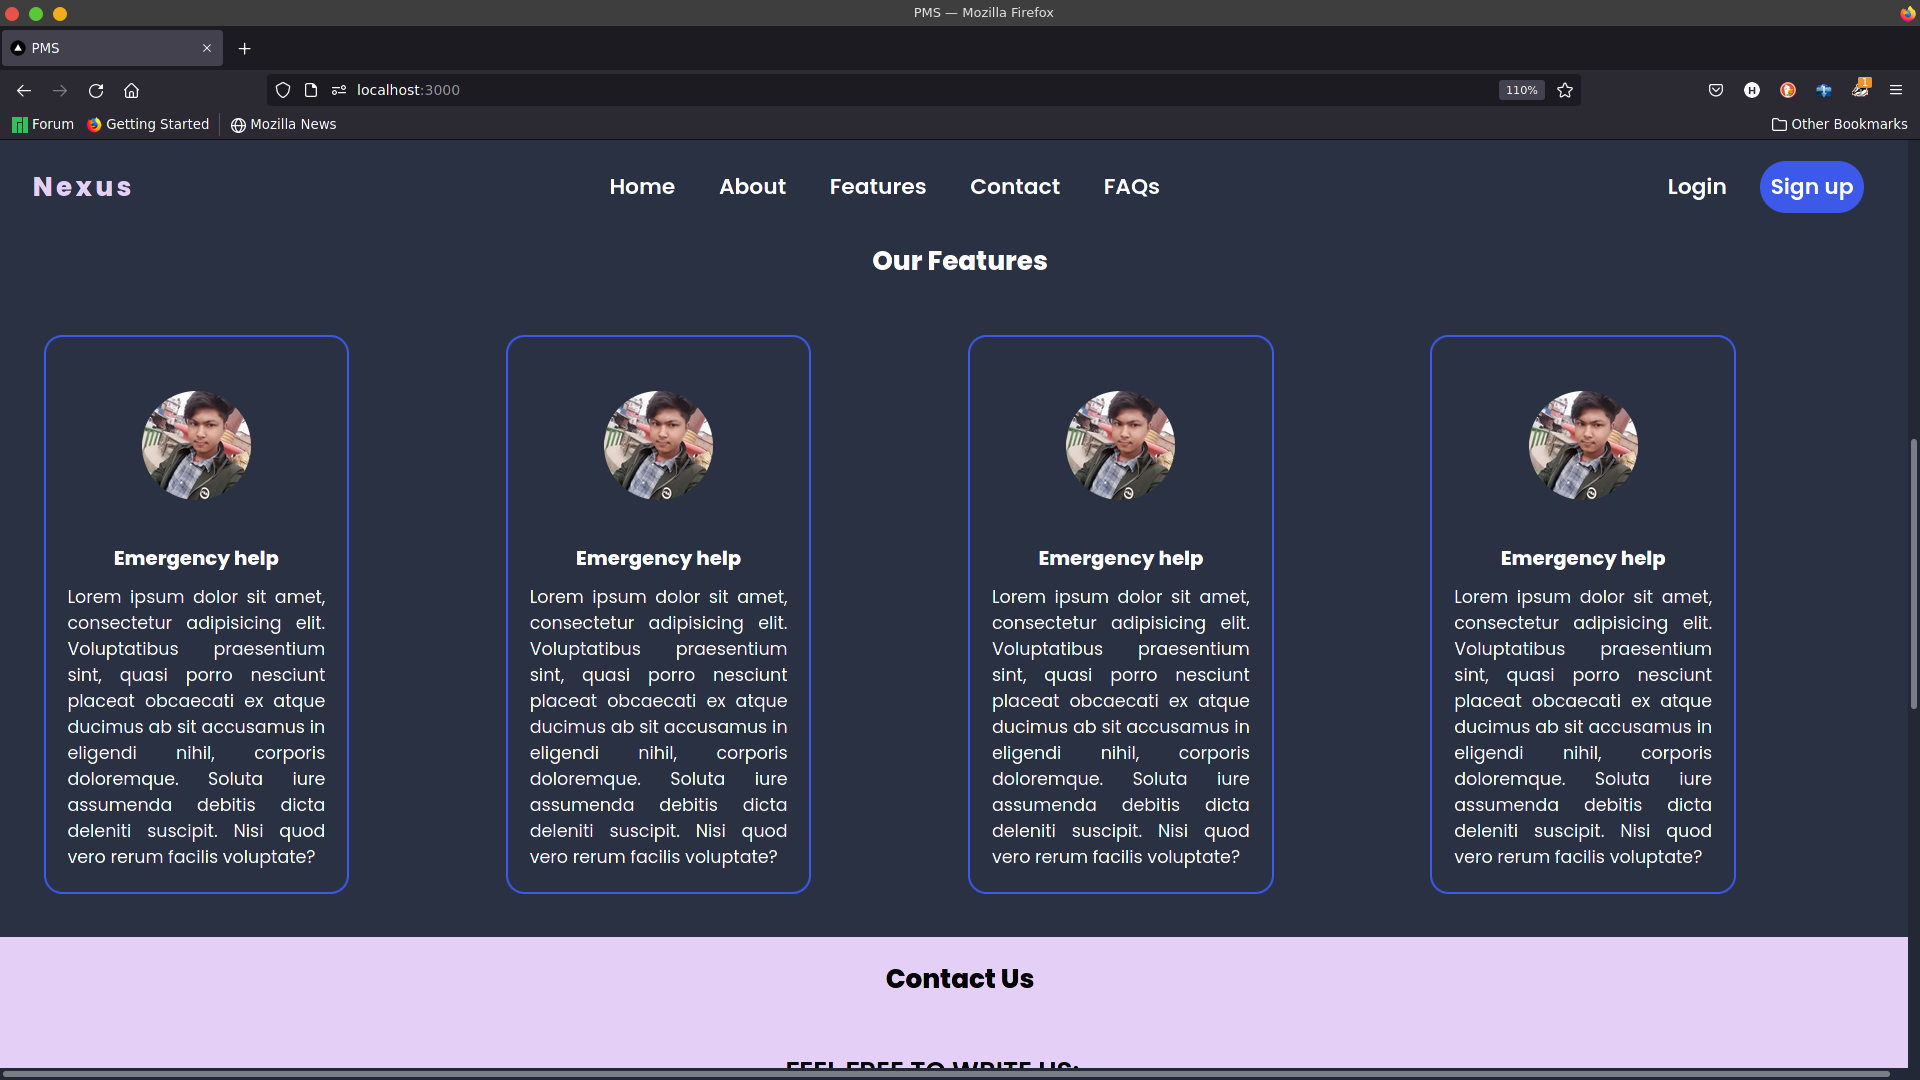 PMS — Mozilla Firefox
PMS
localhost:3000
110%
1
H
Forum
Getting Started
Mozilla News
Other Bookmarks
Nexus
Home
About
Features
Contact
FAQs
Login
Sign up
Our Features
Emergency help
Lorem ipsum dolor sit amet,
consectetur adipisicing elit.
Voluptatibus praesentium
sint, quasi porro nesciunt
placeat obcaecati ex atque
ducimus ab sit accusamus in
eligendi nihil, corporis
doloremque. Soluta iure
assumenda debitis dicta
deleniti suscipit. Nisi quod
vero rerum facilis voluptate?
Emergency help
Lorem ipsum dolor sit amet,
consectetur adipisicing elit.
Voluptatibus praesentium
sint, quasi porro nesciunt
placeat obcaecati ex atque
ducimus ab sit accusamus in
eligendi nihil, corporis
doloremque. Soluta iure
assumenda debitis dicta
deleniti suscipit. Nisi quod
vero rerum facilis voluptate?
Emergency help
Lorem ipsum dolor sit amet,
consectetur adipisicing elit.
Voluptatibus praesentium
sint, quasi porro nesciunt
placeat obcaecati ex atque
ducimus ab sit accusamus in
eligendi nihil, corporis
doloremque. Soluta iure
assumenda debitis dicta
deleniti suscipit. Nisi quod
vero rerum facilis voluptate?
Emergency help
Lorem ipsum dolor sit amet,
consectetur adipisicing elit.
Voluptatibus praesentium
sint, quasi porro nesciunt
placeat obcaecati ex atque
ducimus ab sit accusamus in
eligendi nihil, corporis
doloremque. Soluta iure
assumenda debitis dicta
deleniti suscipit. Nisi quod
vero rerum facilis voluptate?
Contact Us
FEEL FREE TO WRITE US: